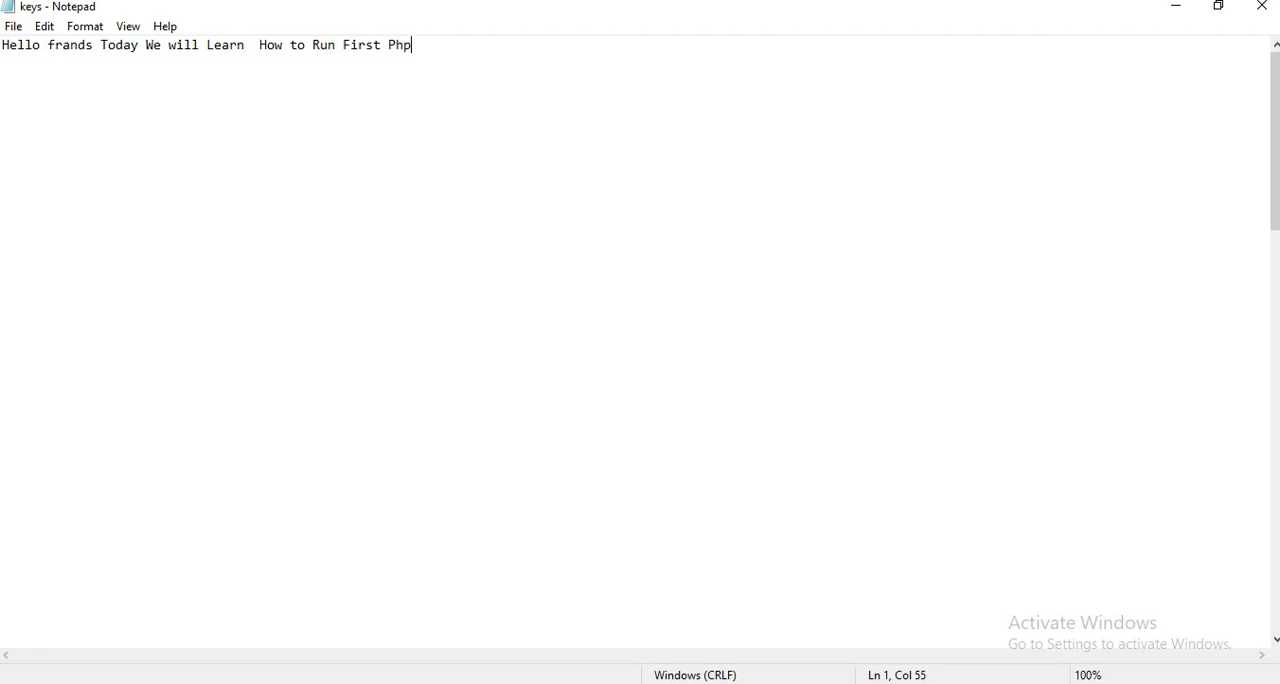 keys - Notepad
File Edit Format View Help
Hello frands Today We will Learn  How to Run First Php
Activate Windows
Go to Settings to activate Windows.
Windows (CRLF) Ln 1, Col 55 100%